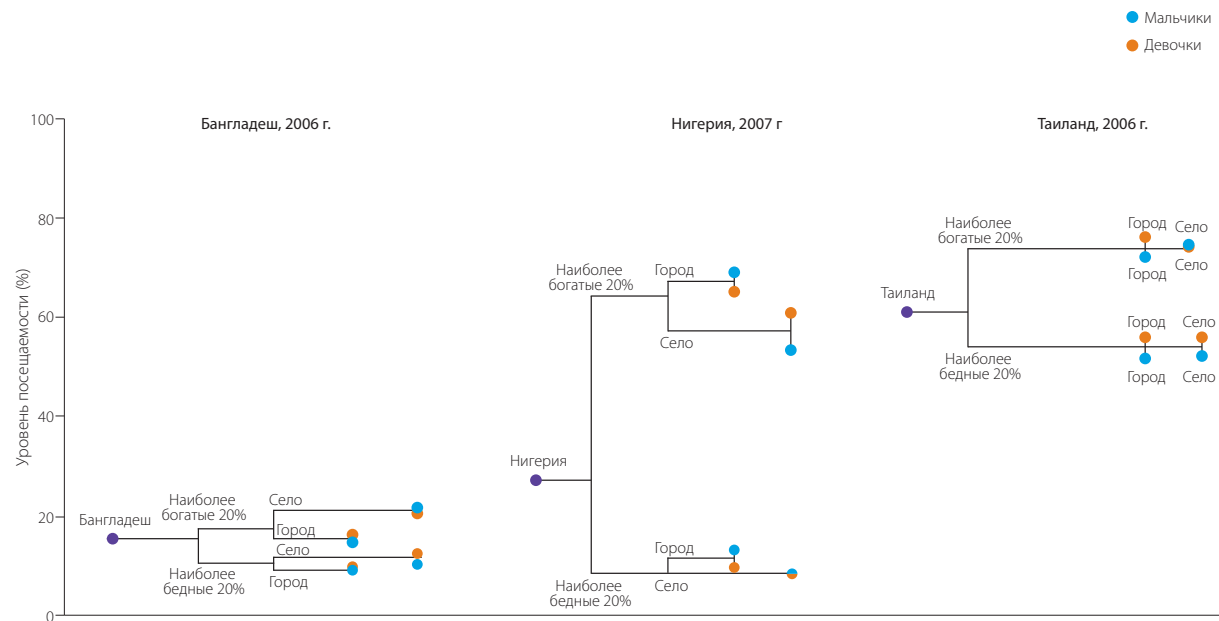 Мальчики
Девочки
Бангладеш, 2006 г.
Нигерия, 2007 г
Таиланд, 2006 г.
Уровень посещаемости (%)
100
80
60
40
20
0
Бангладеш
Наиболее
богатые 20%
Село
Город
Село
Город
Наиболее
бедные 20%
Нигерия
Наиболее
богатые 20%
Город
Село
Город
Село
Наиболее
бедные 20%
Таиланд
Наиболее
богатые 20%
Город
Село
Город
Село
Наиболее
бедные 20%
Город
Село
Город
Село